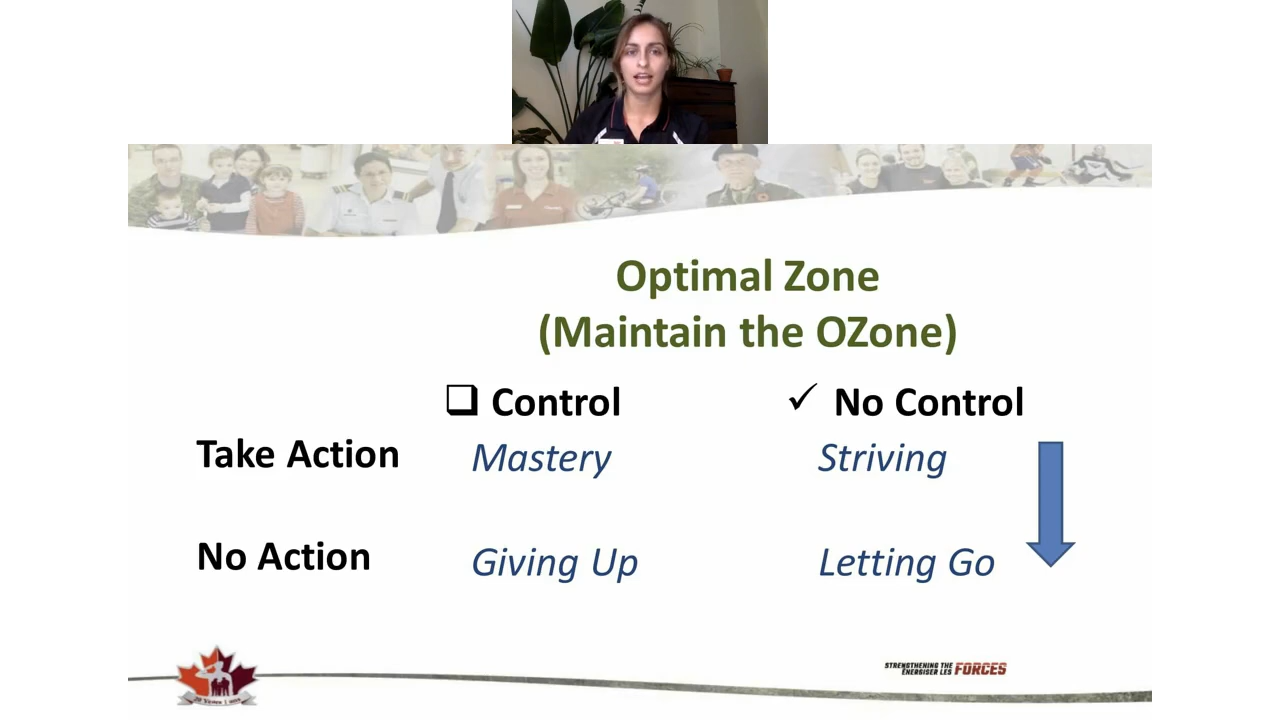 Optimal Zone
(Maintain the OZone)
❑ Control ✓ No Control
Take Action Mastery Striving
No Action Giving Up Letting Go
STRENGTHENING THE
ENERGISER LES FORCES